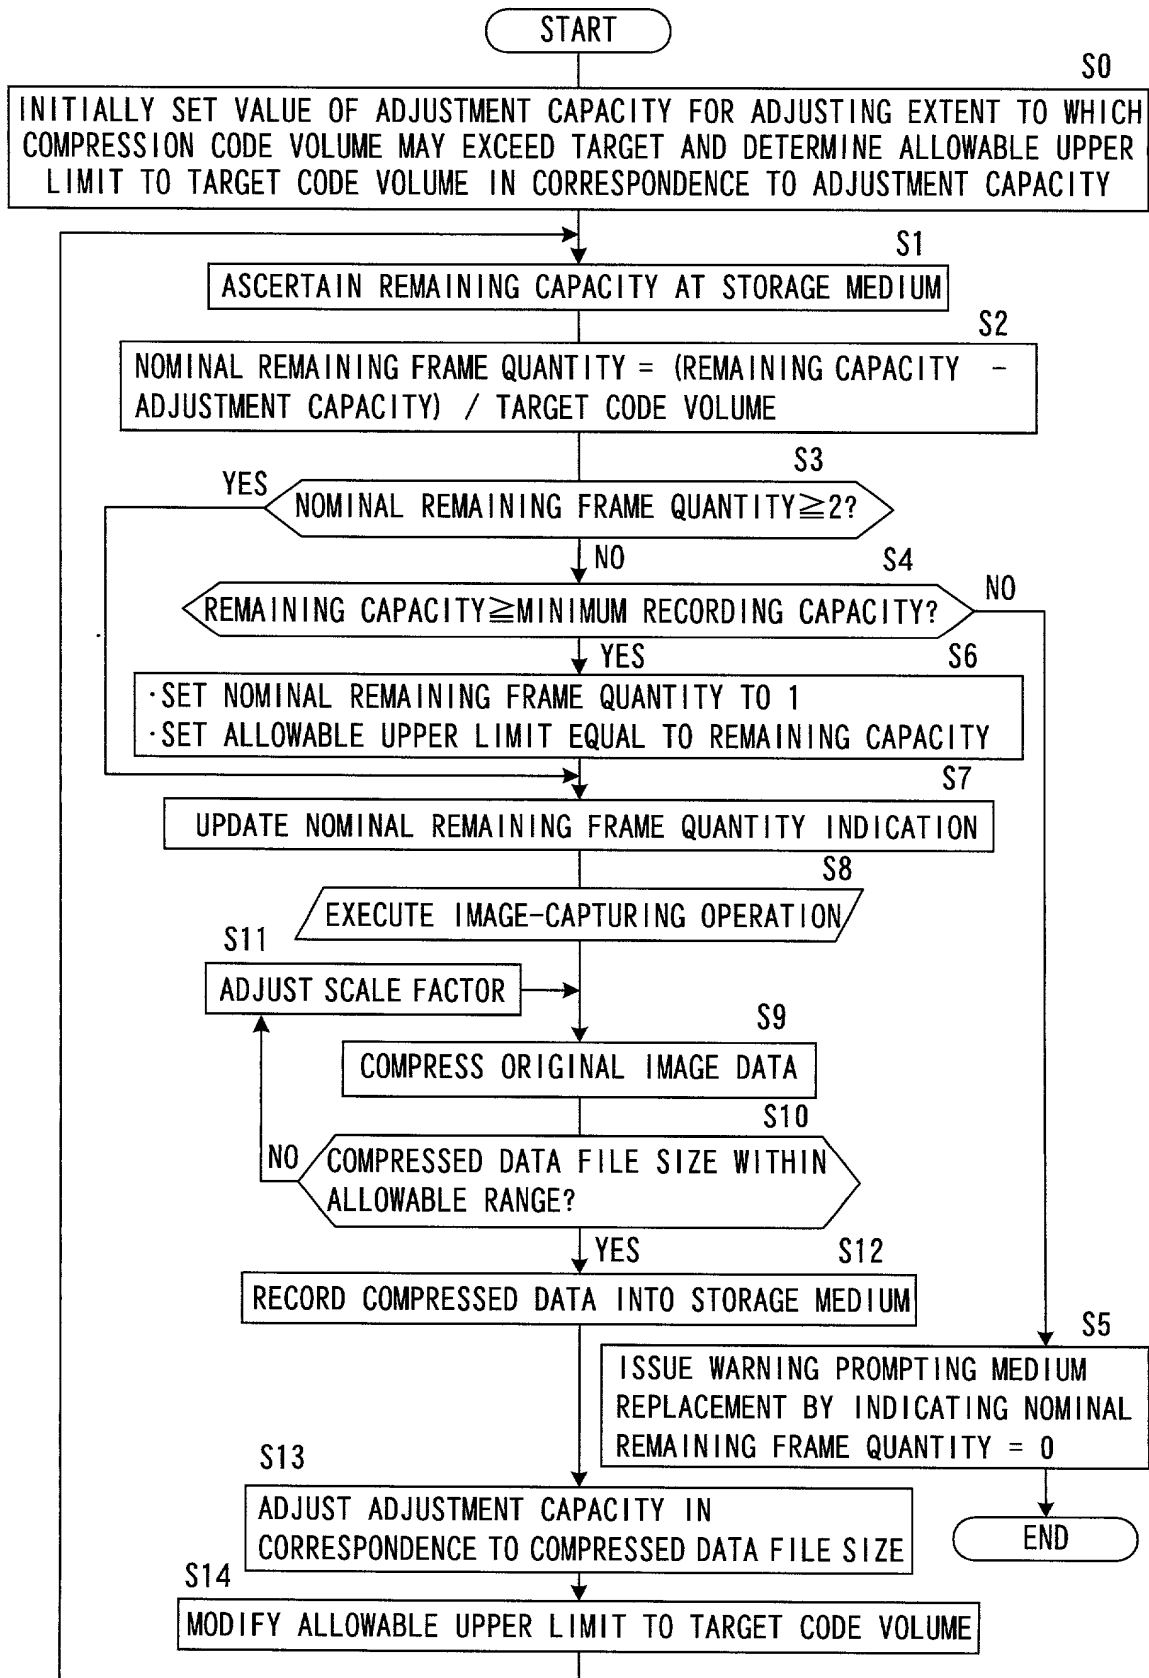 START
S0
INITIALLY SET VALUE OF ADJUSTMENT CAPACITY FOR ADJUSTING EXTENT TO WHICH
COMPRESSION CODE VOLUME MAY EXCEED TARGET AND DETERMINE ALLOWABLE UPPER
LIMIT TO TARGET CODE VOLUME IN CORRESPONDENCE TO ADJUSTMENT CAPACITY
S1
ASCERTAIN REMAINING CAPACITY AT STORAGE MEDIUM
S2
NOMINAL REMAINING FRAME QUANTITY = (REMAINING CAPACITY -
ADJUSTMENT CAPACITY) / TARGET CODE VOLUME
S3
YES
NOMINAL REMAINING FRAME QUANTITY≧2?
NO
S4
REMAINING CAPACITY≧MINIMUM RECORDING CAPACITY?
NO
YES
S6
·SET NOMINAL REMAINING FRAME QUANTITY TO 1
·SET ALLOWABLE UPPER LIMIT EQUAL TO REMAINING CAPACITY
S7
UPDATE NOMINAL REMAINING FRAME QUANTITY INDICATION
S8
EXECUTE IMAGE-CAPTURING OPERATION
S11
ADJUST SCALE FACTOR
S9
COMPRESS ORIGINAL IMAGE DATA
S10
NO
COMPRESSED DATA FILE SIZE WITHIN
ALLOWABLE RANGE?
YES
S12
RECORD COMPRESSED DATA INTO STORAGE MEDIUM
S5
ISSUE WARNING PROMPTING MEDIUM
REPLACEMENT BY INDICATING NOMINAL
REMAINING FRAME QUANTITY = 0
END
S13
ADJUST ADJUSTMENT CAPACITY IN
CORRESPONDENCE TO COMPRESSED DATA FILE SIZE
S14
MODIFY ALLOWABLE UPPER LIMIT TO TARGET CODE VOLUME